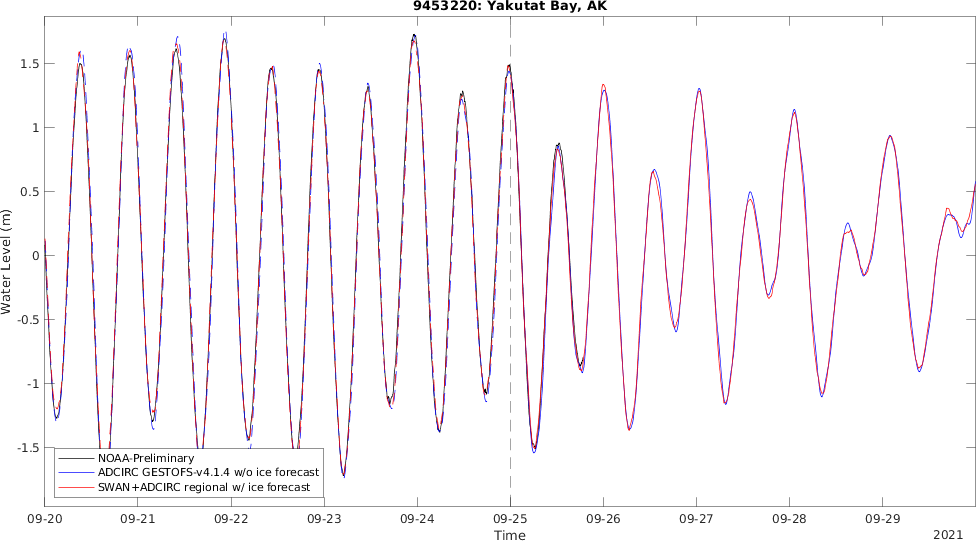 9453220: Yakutat Bay, AK
Water Level (m)
1.5
1
0.5
0
-0.5
-1
-1.5
NOAA-Preliminary
ADCIRC GESTOFS-v4.1.4 w/o ice forecast
SWAN+ADCIRC regional w/ ice forecast
09-20 09-21 09-22 09-23 09-24 09-25 09-26 09-27 09-28 09-29
Time
2021